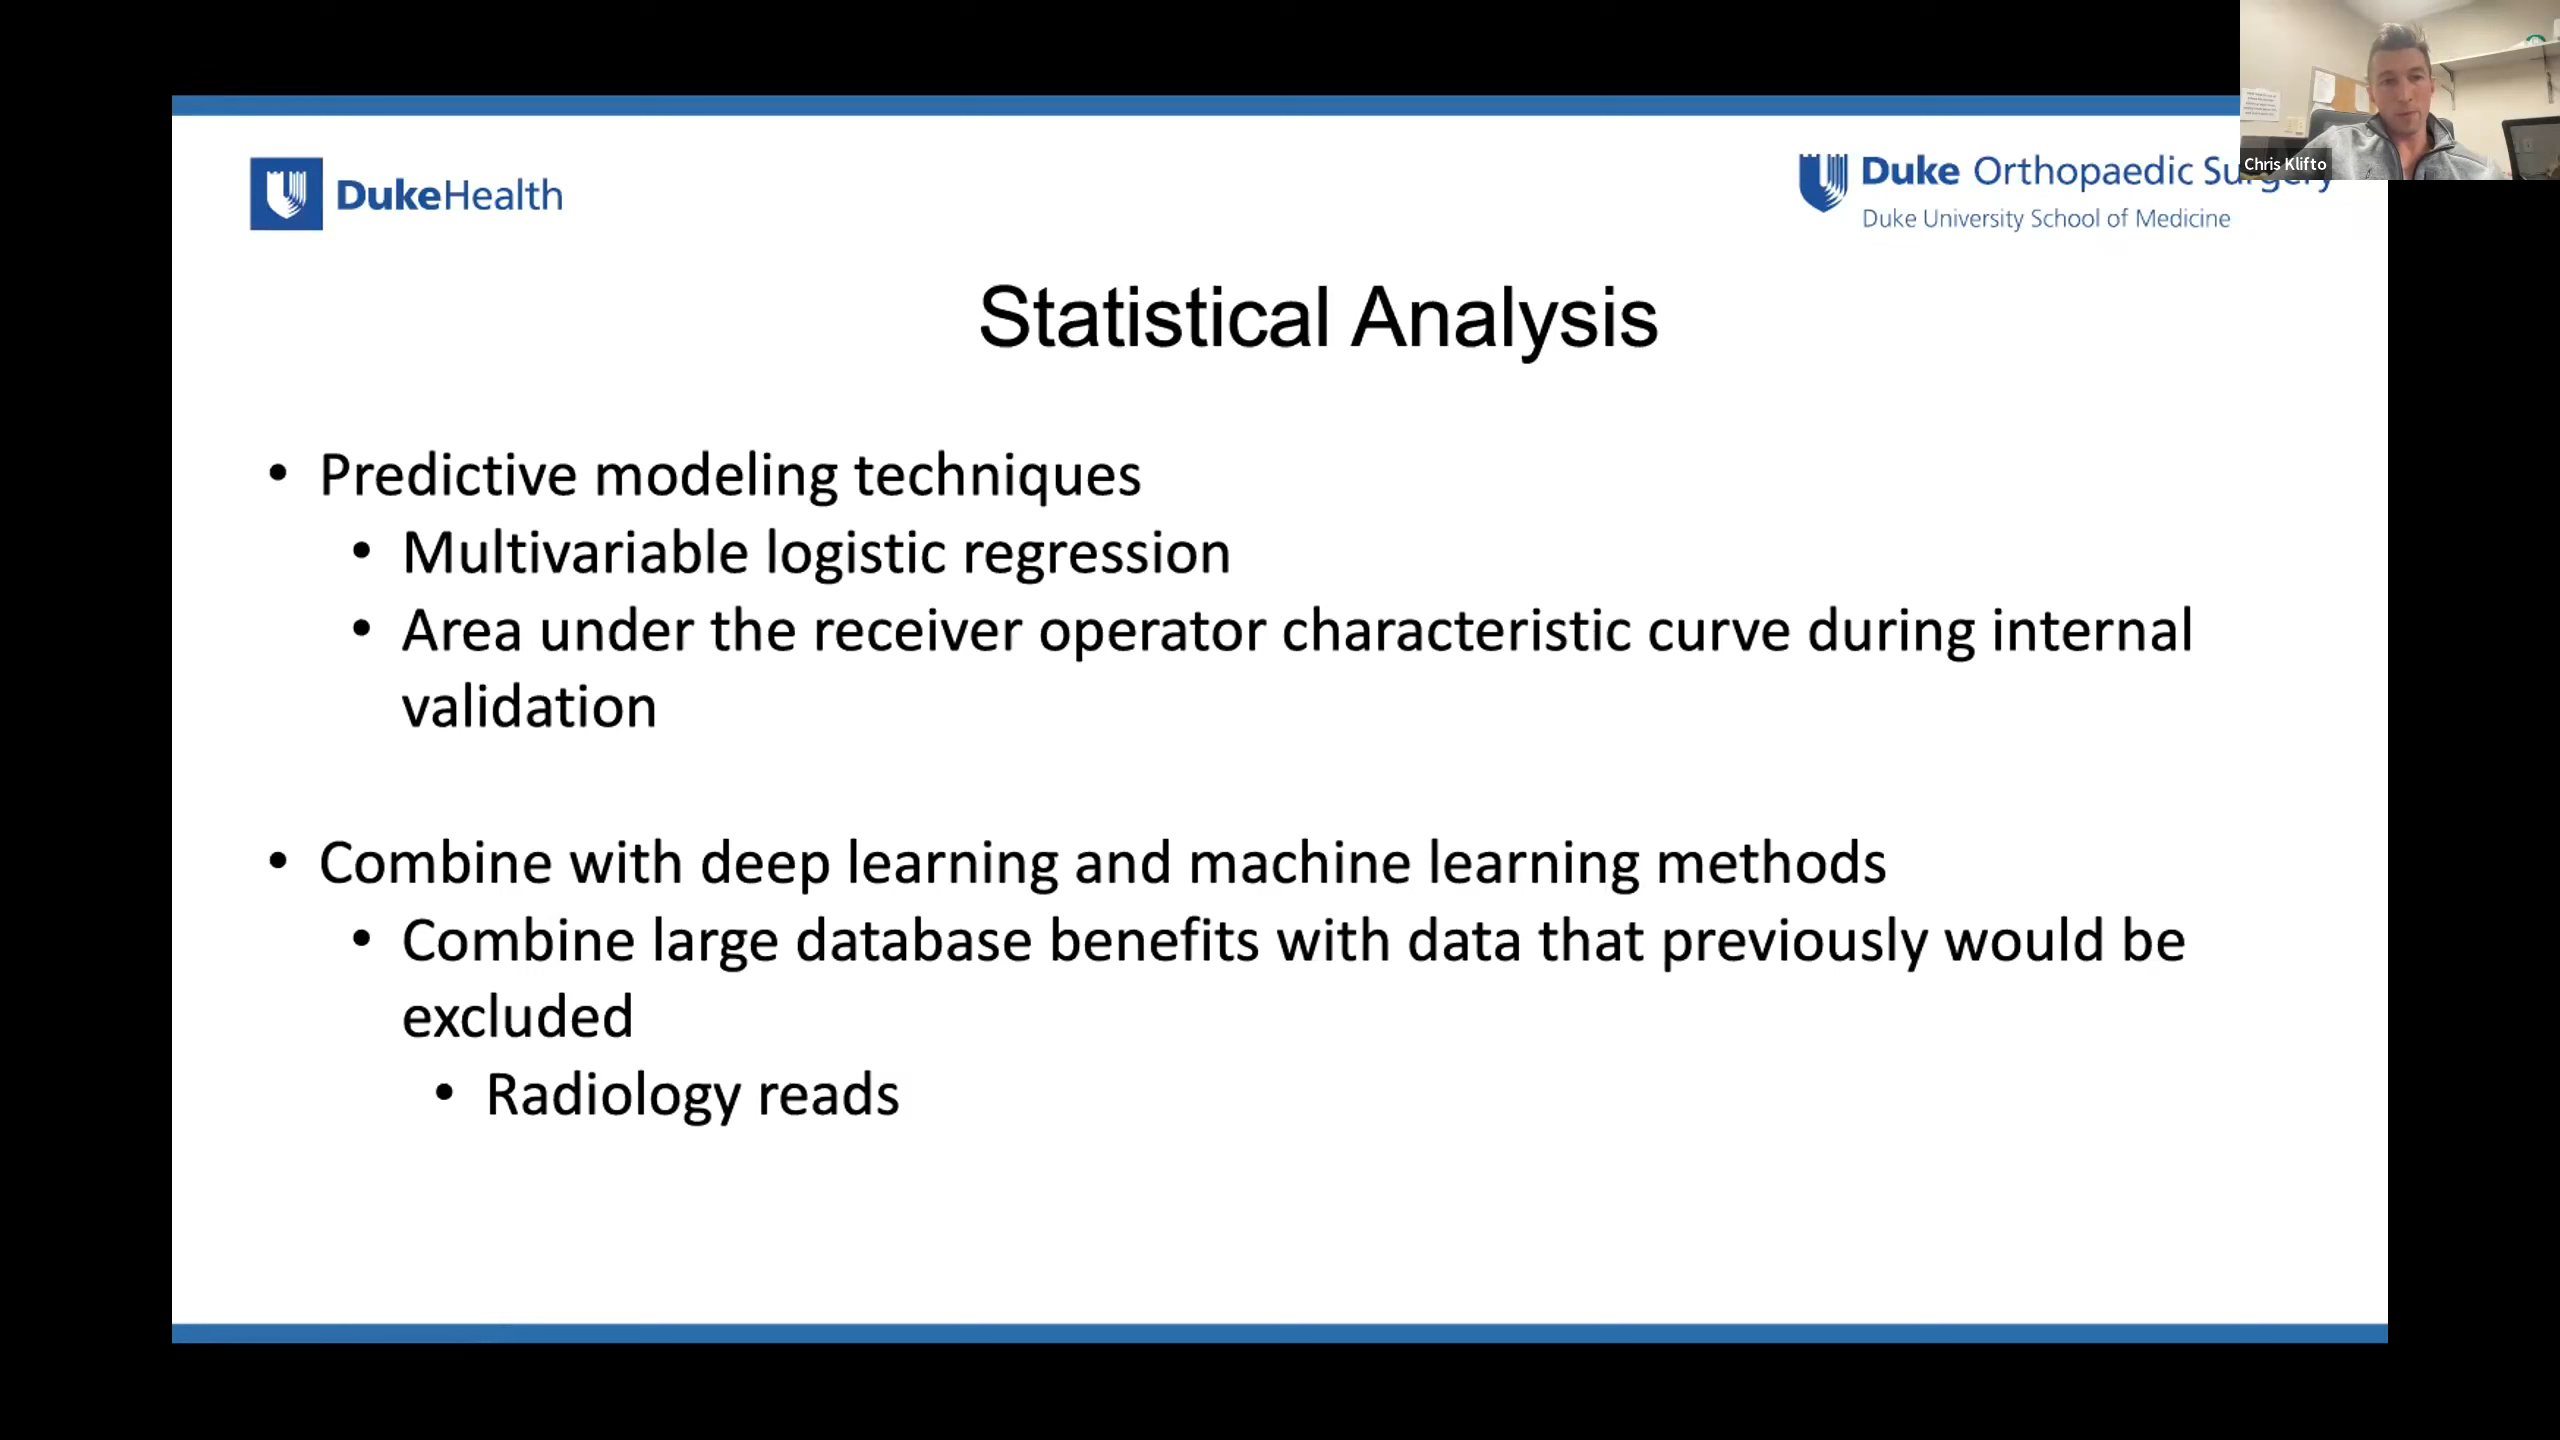 DukeHealth
Duke Orthopaedic Surgery
Duke University School of Medicine
Chris Klifto
Statistical Analysis
• Predictive modeling techniques
• Multivariable logistic regression
• Area under the receiver operator characteristic curve during internal
validation
• Combine with deep learning and machine learning methods
• Combine large database benefits with data that previously would be
excluded
• Radiology reads